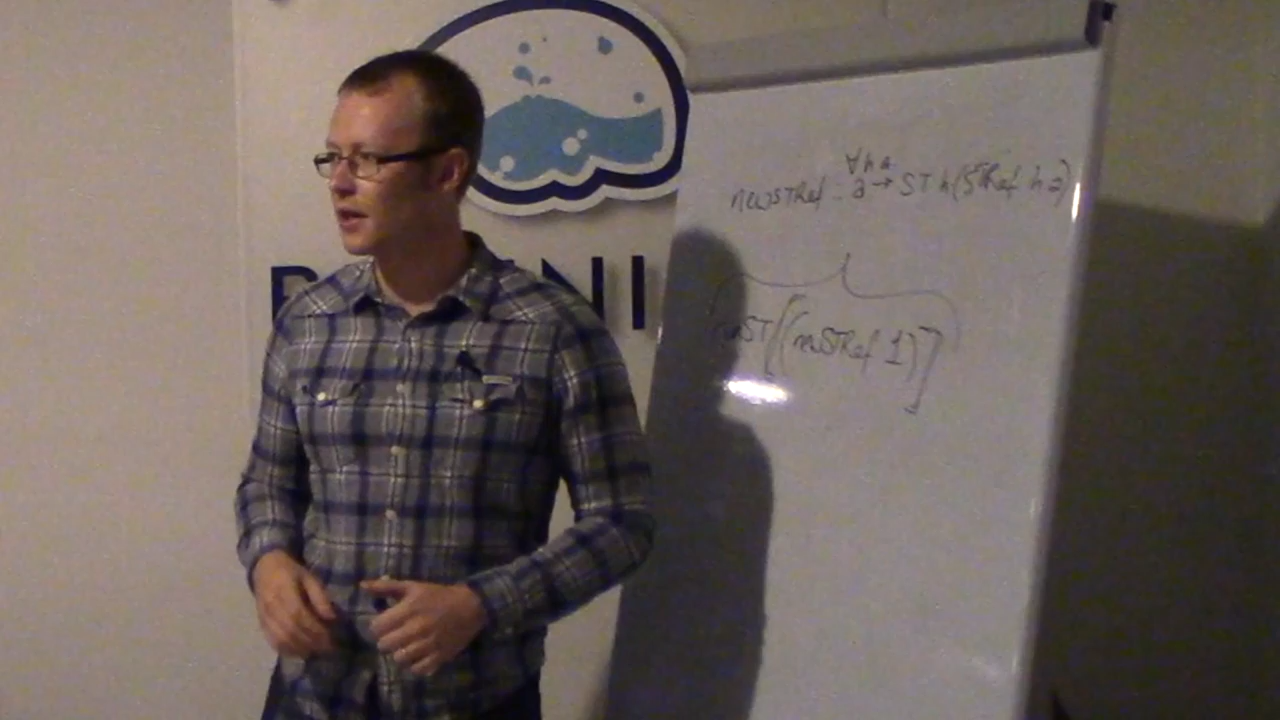 ∀ h a
newSTRef : a → ST h (STRef h a)
[(newSTRef 1)]